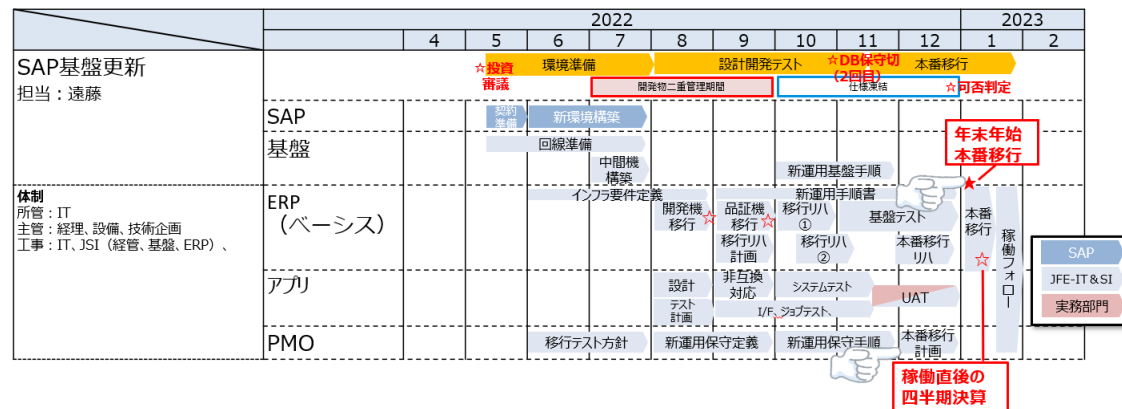 2022
2023
4
5
6
7
8
9
10
11
12
1
2
SAP基盤更新
担当：遠藤
☆投資
審議
環境準備
設計開発テスト
☆DB保守切
(2回目)
本番移行
開発物二重管理期間
仕様凍結
☆可否判定
SAP
契約
準備
新環境構築
年末年始
本番移行
基盤
回線準備
中間機
構築
新運用基盤手順
★
体制
所管：IT
主管：経理、設備、技術企画
工事：IT、JSI（経管、基盤、ERP）、
ERP
（ベーシス）
インフラ要件定義
新運用手順書
開発機
移行
☆
品証機
移行
☆
移行リハ
①
基盤テスト
本番
移行
☆
移行リハ
計画
移行リハ
②
本番移行
リハ
稼働フォロー
SAP
JFE-IT＆SI
実務部門
アプリ
設計
非互換
対応
システムテスト
UAT
テスト
計画
I/F、ジョブテスト、
PMO
移行テスト方針
新運用保守定義
新運用保守手順
本番移行
計画
稼働直後の
四半期決算